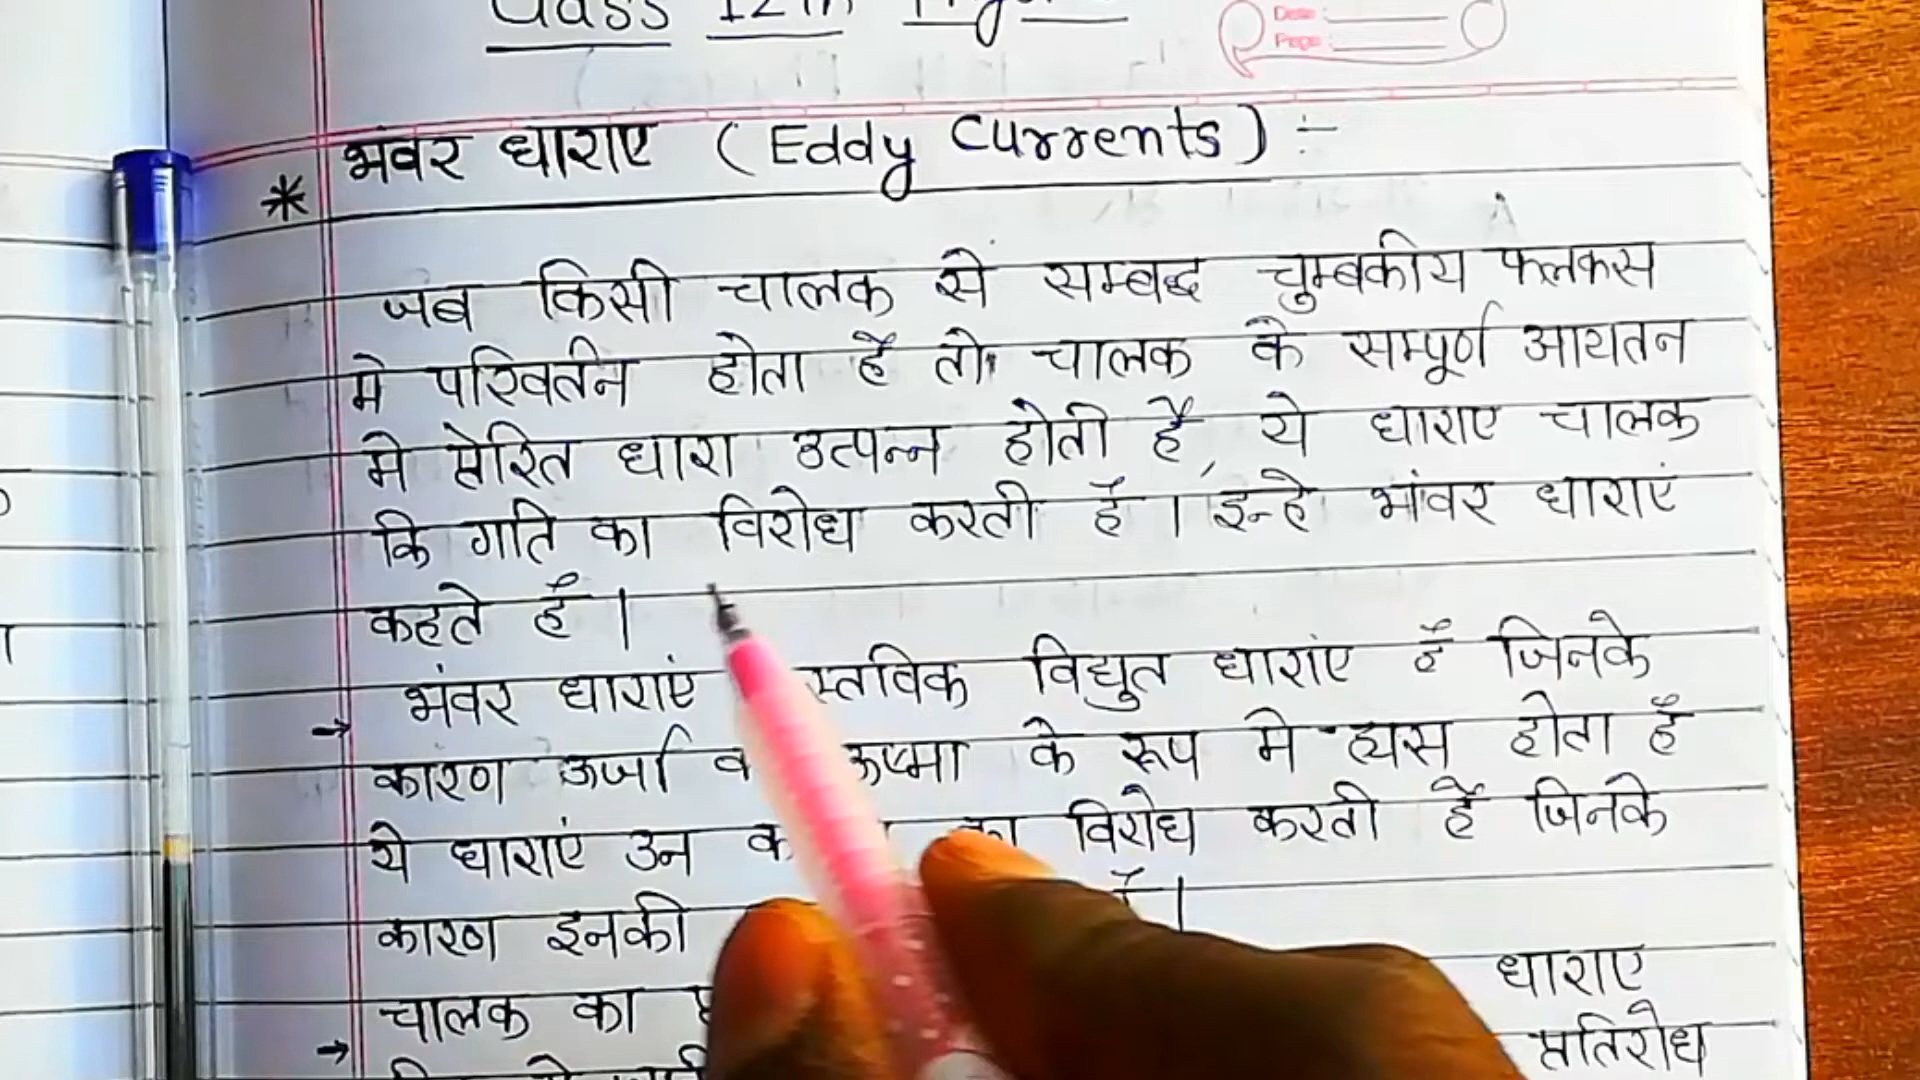 Class 12th
Date :
Page :
भंवर धाराए ( Eddy Currents ) :-
*
जब किसी चालक से सम्बद्ध चुम्बकीय फ्लक्स
मे परिवर्तन होता है तो चालक के सम्पूर्ण आयतन
मे प्रेरित धारा उत्पन्न होती है, ये धाराए चालक
कि गति का विरोध करती है । इन्हे भंवर धाराएं
कहते हैं ।
→ भंवर धाराएं विद्युत धाराएं है जिनके
कारण ऊर्जा ऊष्मा के रूप मे होता है
ये धाराएं उन का विरोध करती है जिनके
कारण इनकी
धाराए
→ चालक का
प्रतिरोध